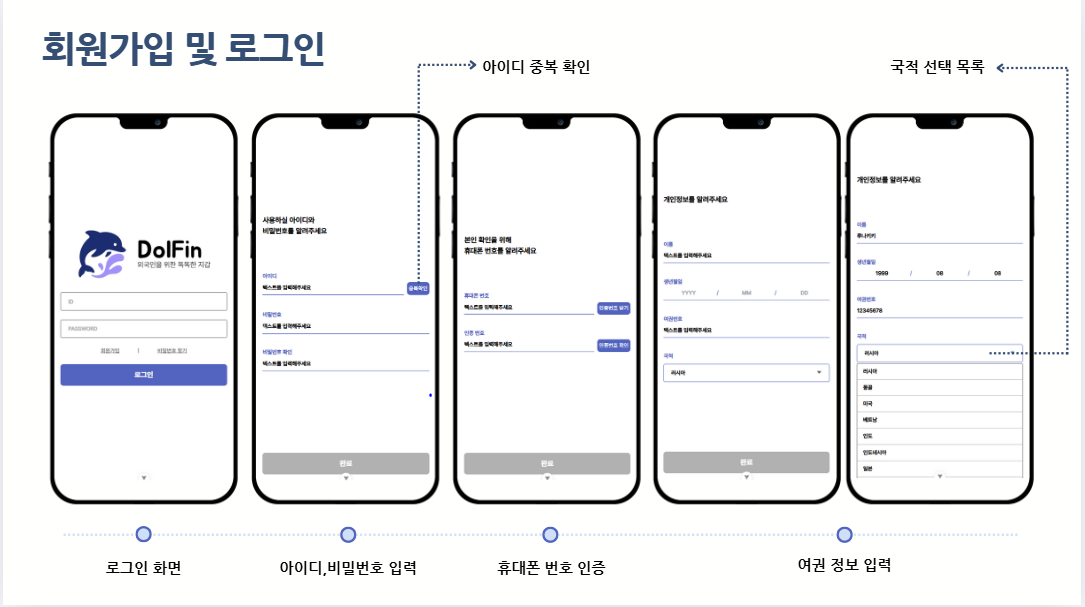 회원가입 및 로그인
아이디 중복 확인
국적 선택 목록
DolFin
외국인을 위한 똑똑한 지갑
ID
PASSWORD
회원가입 | 비밀번호 찾기
로그인
사용하실 아이디와
비밀번호를 알려주세요
아이디
텍스트를 입력해주세요
중복확인
비밀번호
텍스트를 입력해주세요
비밀번호 확인
텍스트를 입력해주세요
완료
본인 확인을 위해
휴대폰 번호를 알려주세요
휴대폰 번호
텍스트를 입력해주세요
인증번호 받기
인증 번호
텍스트를 입력해주세요
인증번호 확인
완료
개인정보를 알려주세요
이름
텍스트를 입력해주세요
생년월일
YYYY / MM / DD
여권번호
텍스트를 입력해주세요
국적
러시아
완료
개인정보를 알려주세요
이름
루나키키
생년월일
1999 / 08 / 08
여권번호
12345678
국적
러시아
러시아
몽골
미국
베트남
인도
인도네시아
일본
로그인 화면
아이디,비밀번호 입력
휴대폰 번호 인증
여권 정보 입력